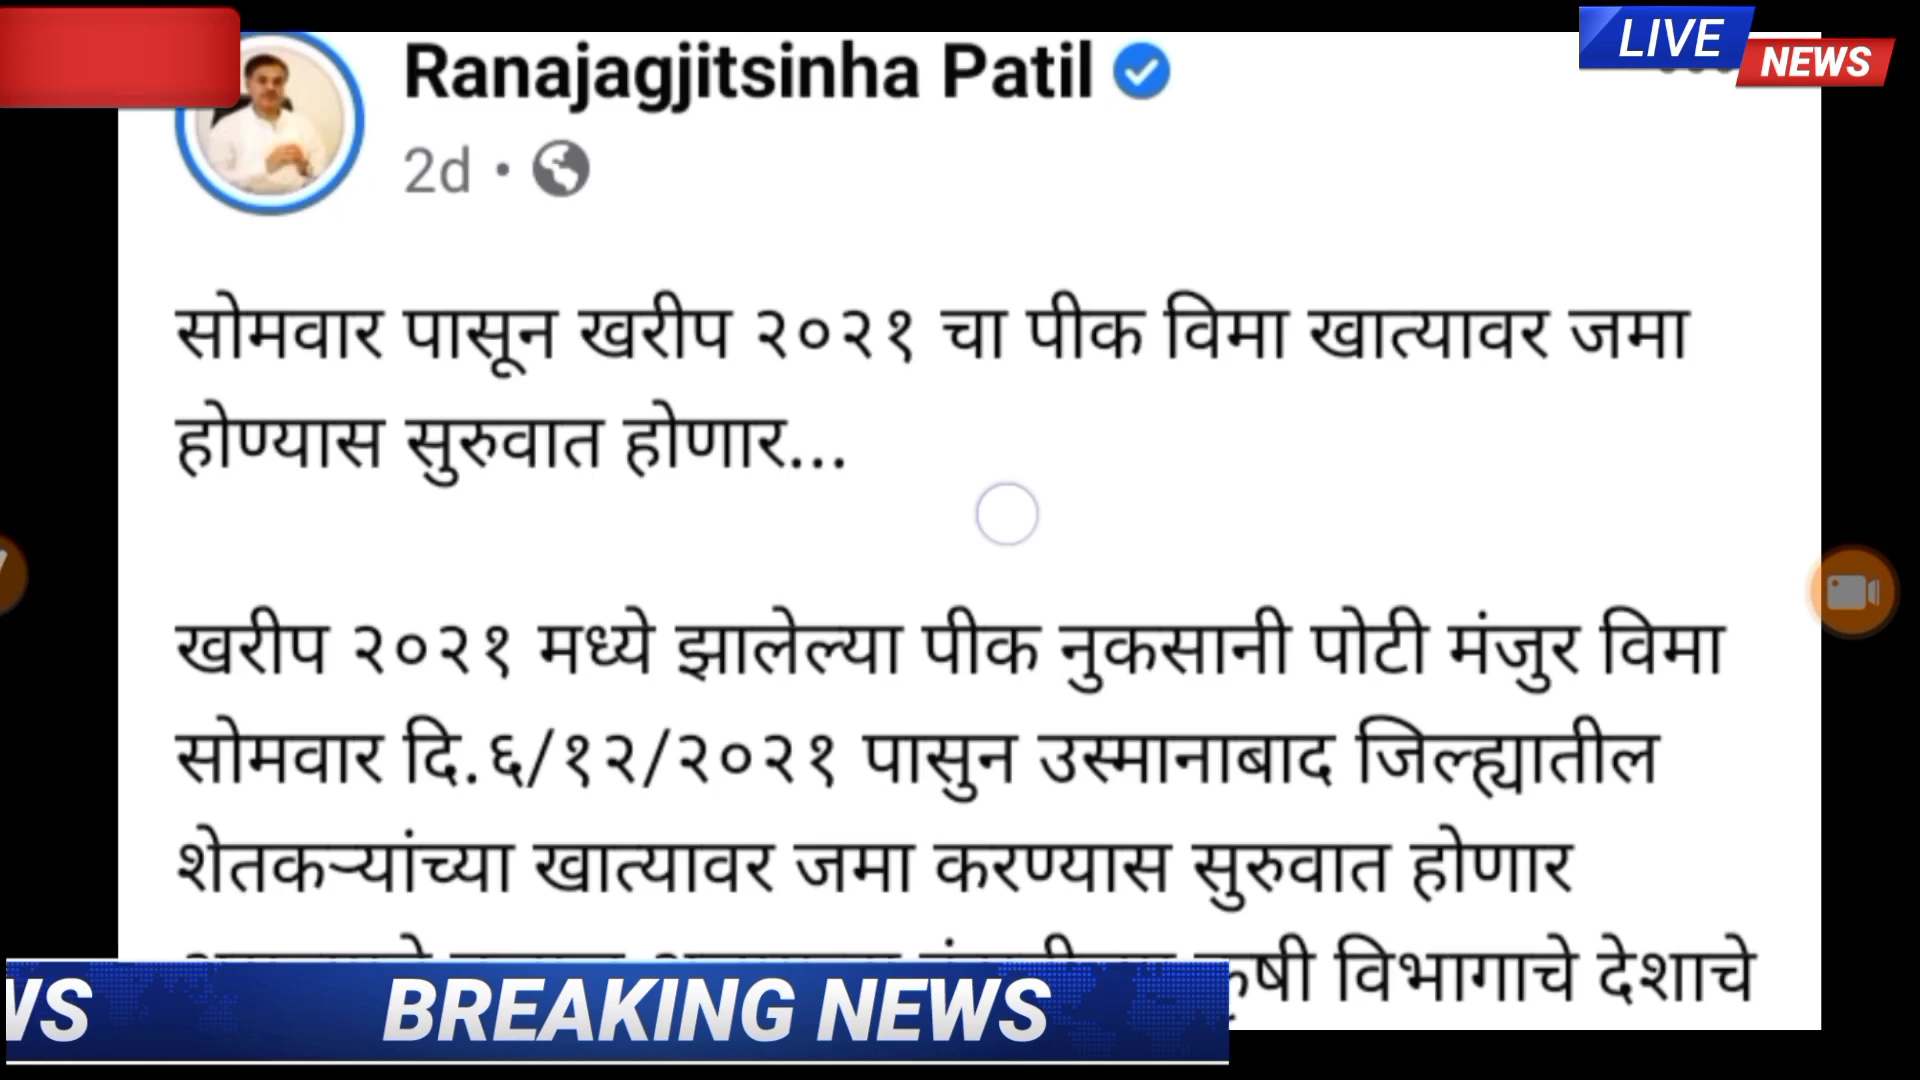 LIVE
NEWS
Ranajagjitsinha Patil
2d •
सोमवार पासून खरीप २०२१ चा पीक विमा खात्यावर जमा
होण्यास सुरुवात होणार...
खरीप २०२१ मध्ये झालेल्या पीक नुकसानी पोटी मंजुर विमा
सोमवार दि.६/१२/२०२१ पासुन उस्मानाबाद जिल्ह्यातील
शेतकऱ्यांच्या खात्यावर जमा करण्यास सुरुवात होणार
विभागाचे देशाचे
BREAKING NEWS